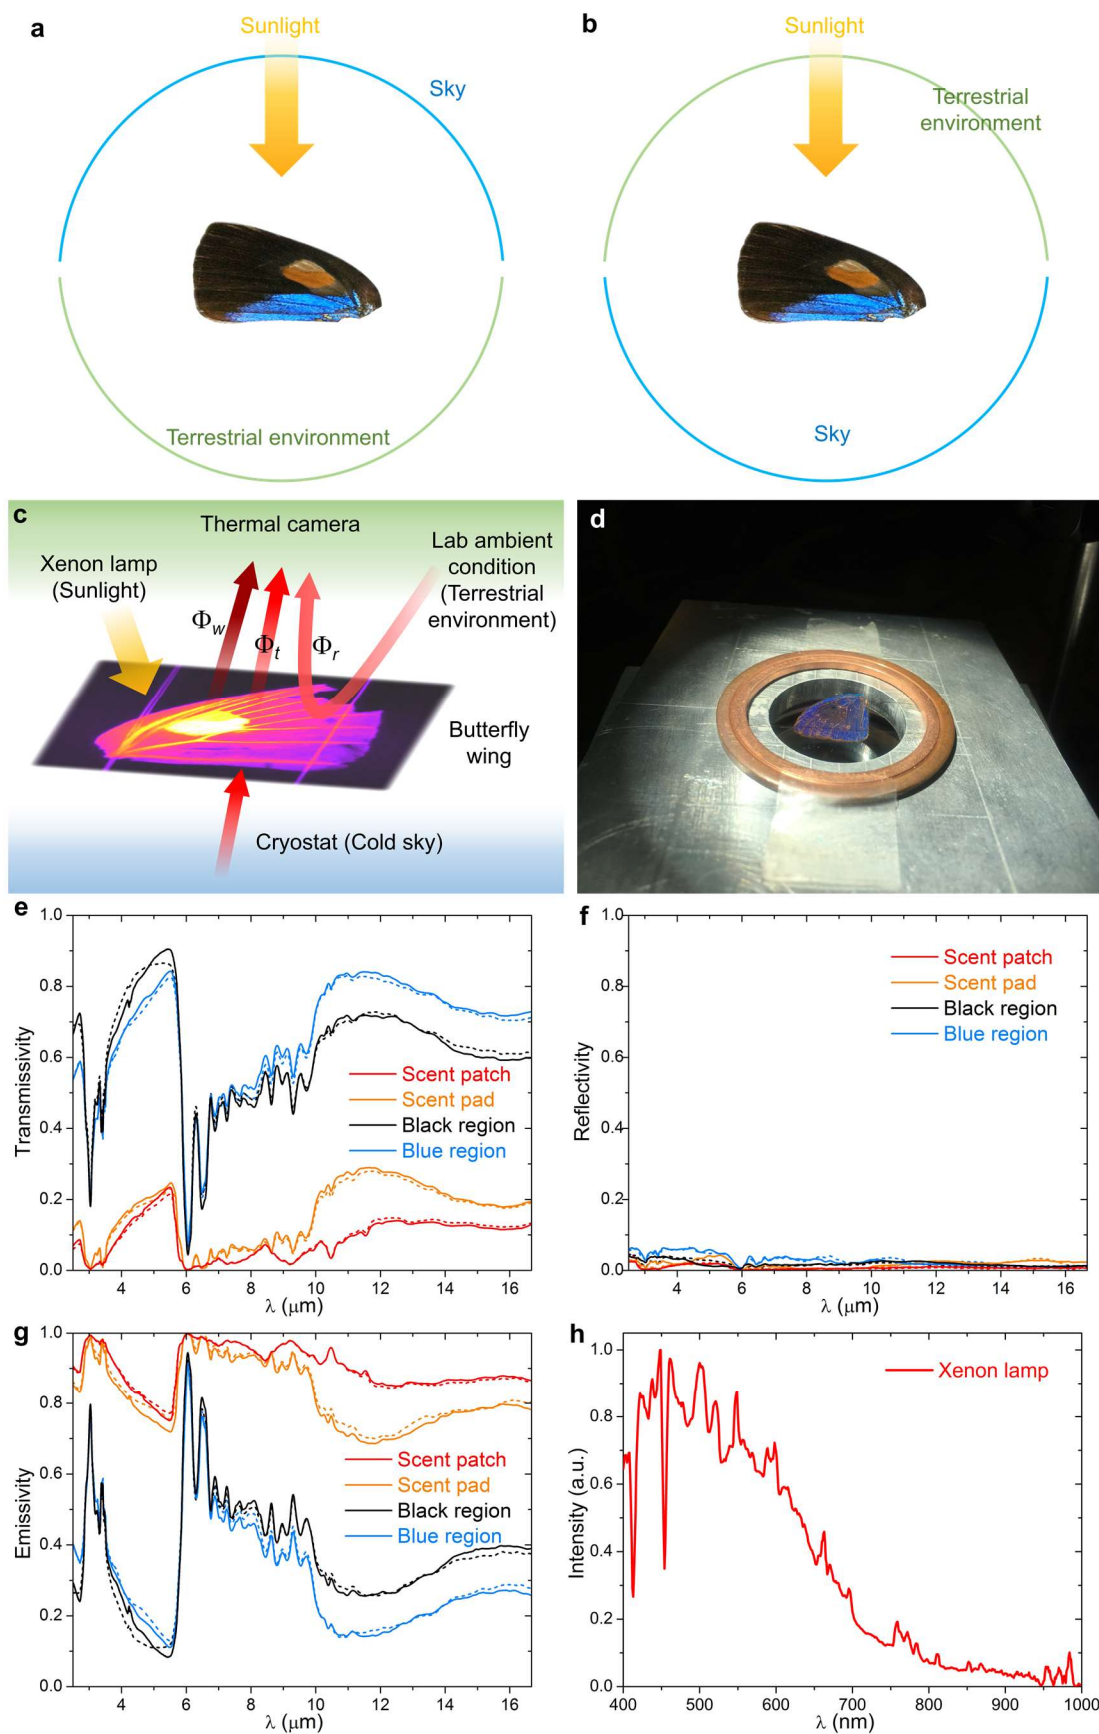 a
Sunlight
Sky
Terrestrial environment
b
Sunlight
Terrestrial
environment
Sky
c
Thermal camera
Xenon lamp
(Sunlight)
Lab ambient
condition
(Terrestrial
environment)
Φw
Φt
Φr
Butterfly
wing
Cryostat (Cold sky)
d
e
1.0
0.8
0.6
0.4
0.2
0.0
Transmissivity
Scent patch
Scent pad
Black region
Blue region
4 6 8 10 12 14 16
λ (μm)
f
1.0
0.8
0.6
0.4
0.2
0.0
Reflectivity
Scent patch
Scent pad
Black region
Blue region
4 6 8 10 12 14 16
λ (μm)
g
1.0
0.8
0.6
0.4
0.2
0.0
Emissivity
Scent patch
Scent pad
Black region
Blue region
4 6 8 10 12 14 16
λ (μm)
h
1.0
0.8
0.6
0.4
0.2
0.0
Intensity (a.u.)
Xenon lamp
400 500 600 700 800 900 1000
λ (nm)